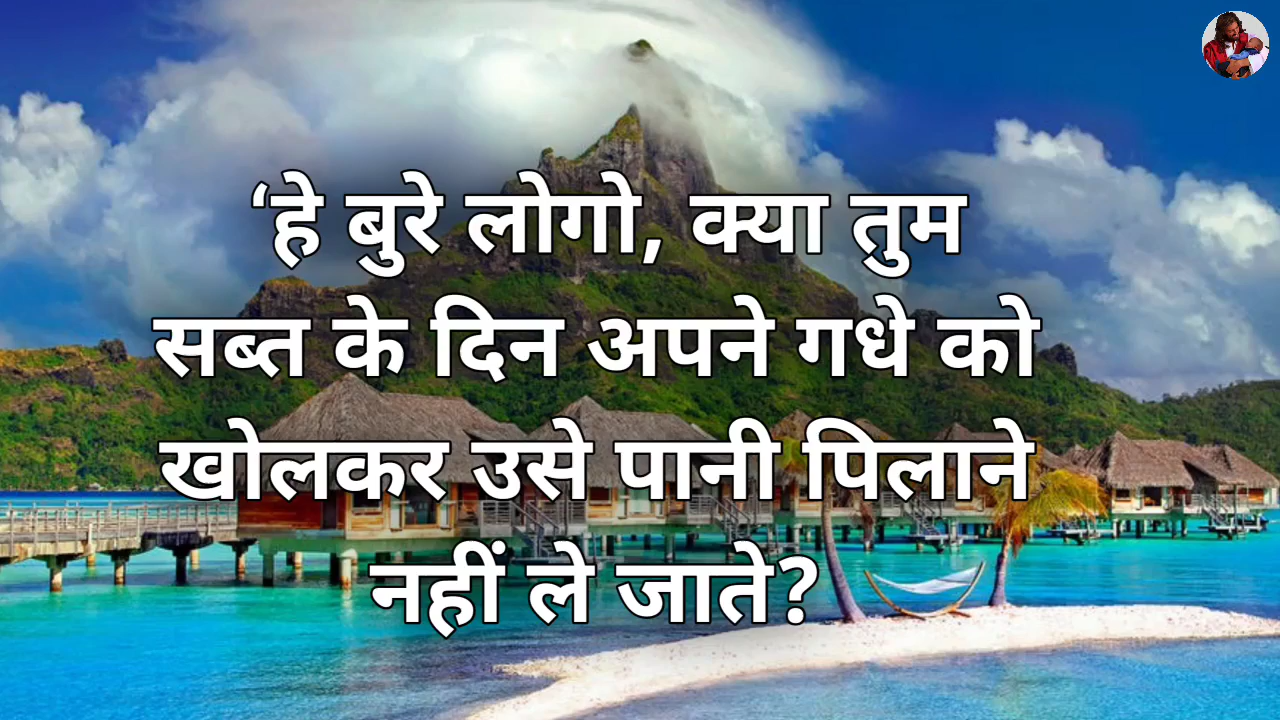 ‘हे बुरे लोगो, क्या तुम
सब्त के दिन अपने गधे को
खोलकर उसे पानी पिलाने
नहीं ले जाते?